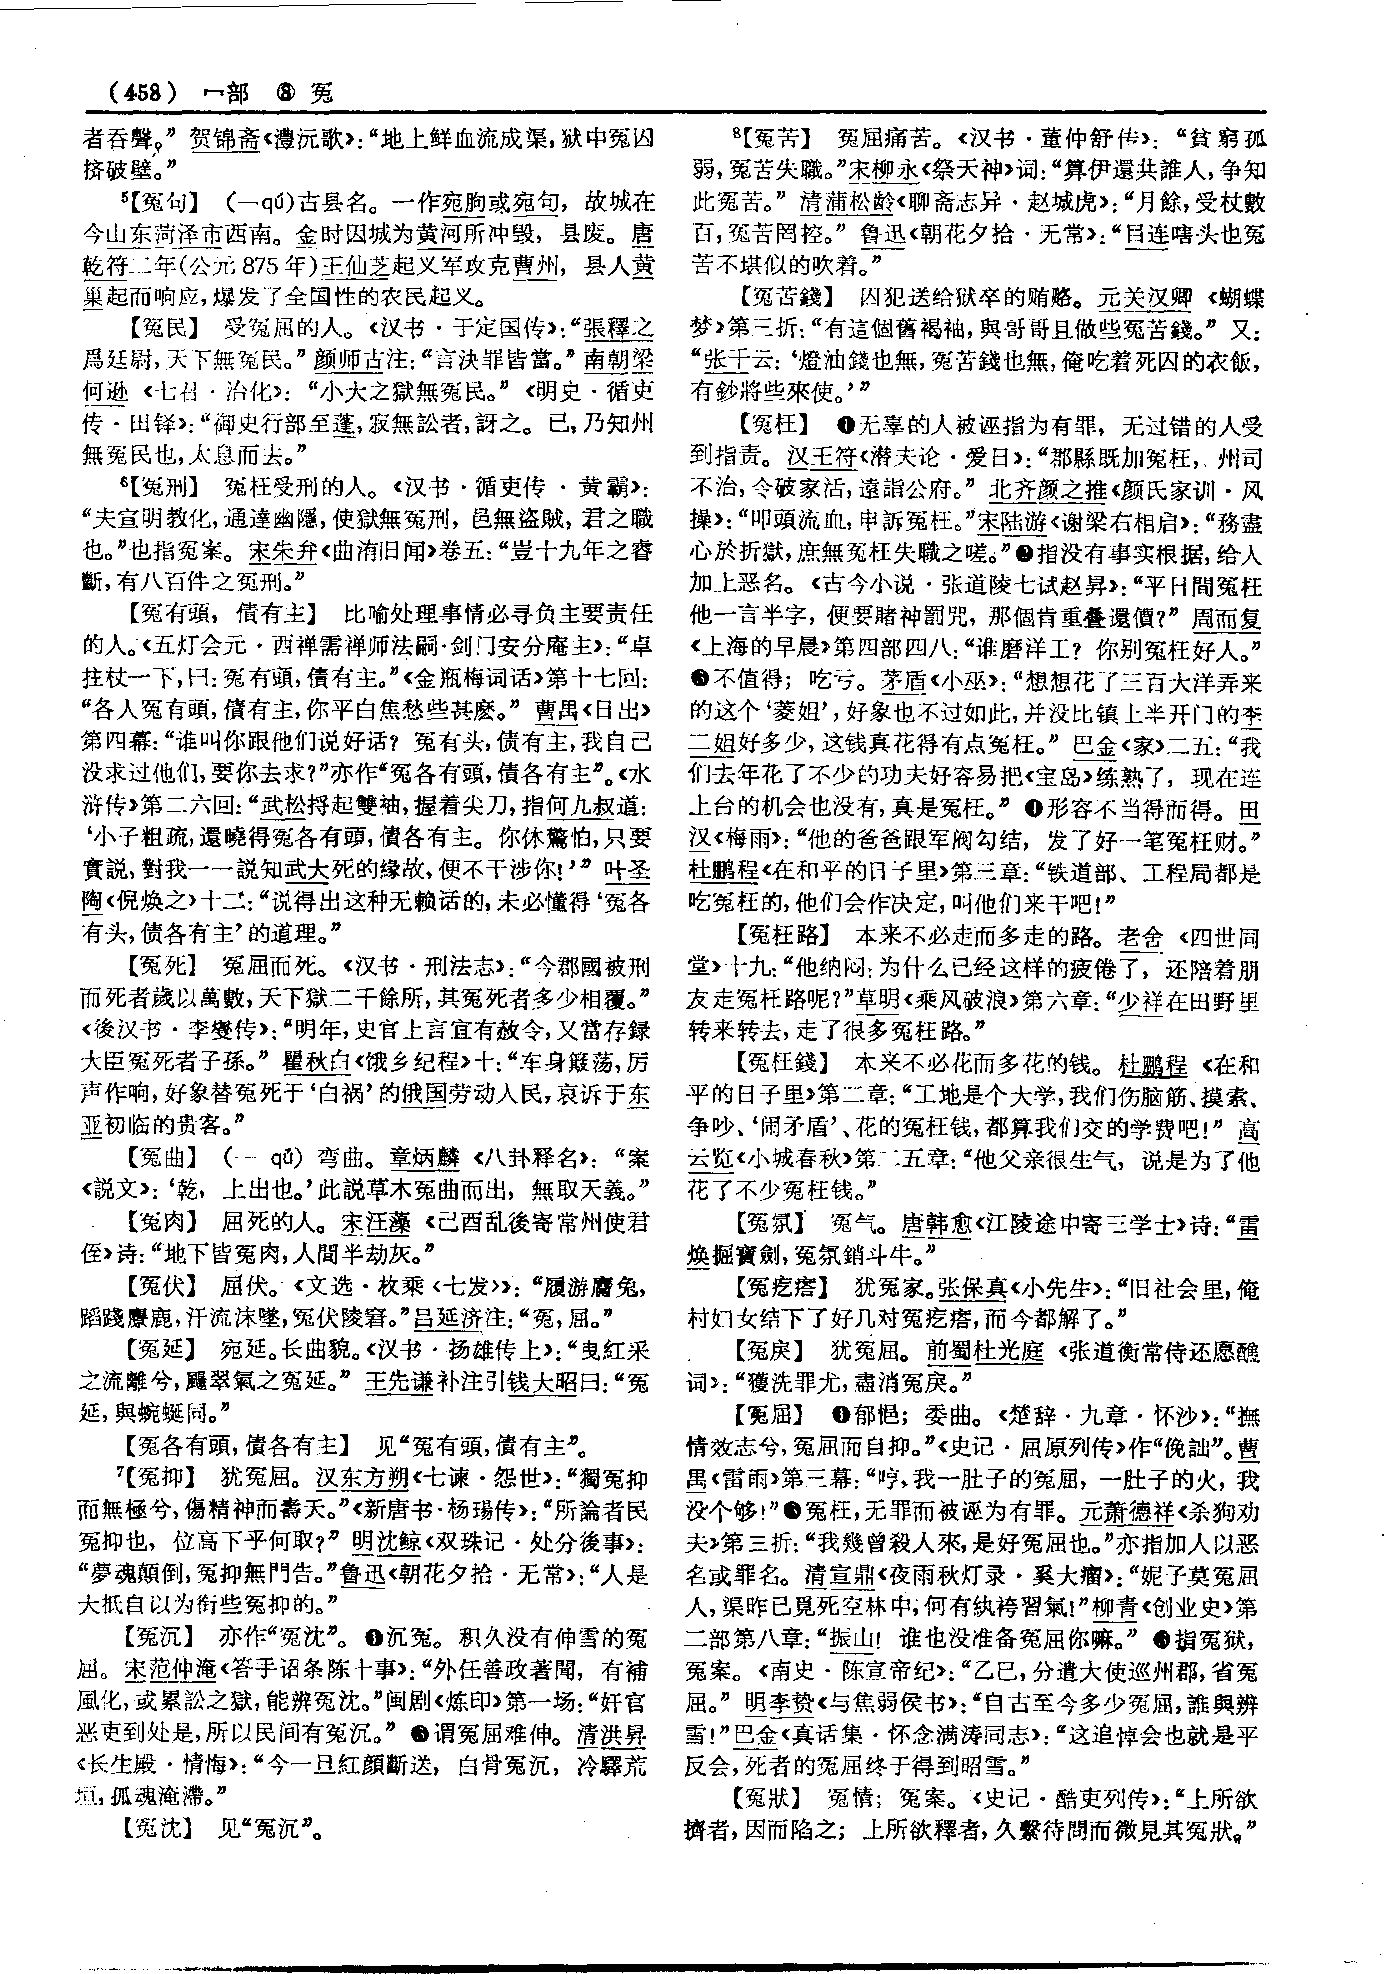 (458) 冖部 ⑧ 冤
者吞聲。” 贺锦斋《澧沅歌》：“地上鲜血流成渠，狱中冤囚
挤破壁。”
⁵【冤句】 (一qú)古县名。一作宛朐或宛句，故城在
今山东菏泽市西南。金时因城为黄河所冲毁，县废。唐
乾符二年(公元875年)王仙芝起义军攻克曹州，县人黄
巢起而响应，爆发了全国性的农民起义。
【冤民】 受冤屈的人。《汉书·于定国传》：“張釋之
爲廷尉，天下無冤民。”颜师古注：“言決罪皆當。”南朝梁
何逊《七召·治化》：“小大之獄無冤民。”《明史·循吏
传·田铎》：“御史行部至蓬，寂無訟者，訝之。已，乃知州
無冤民也，太息而去。”
⁶【冤刑】 冤枉受刑的人。《汉书·循吏传·黄霸》：
“夫宣明教化，通達幽隱，使獄無冤刑，邑無盜賊，君之職
也。”也指冤案。宋朱弁《曲洧旧闻》卷五：“豈十九年之睿
斷，有八百件之冤刑。”
【冤有頭，債有主】 比喻处理事情必寻负主要责任
的人。《五灯会元·西禅需禅师法嗣·剑门安分庵主》：“卓
拄杖一下，曰：冤有頭，債有主。”《金瓶梅词话》第十七回：
“各人冤有頭，債有主，你平白焦愁些甚麽。”曹禺《日出》
第四幕：“谁叫你跟他们说好话？冤有头，债有主，我自己
没求过他们，要你去求？”亦作“冤各有頭，債各有主”。《水
浒传》第二六回：“武松捋起雙袖，握着尖刀，指何九叔道：
‘小子粗疏，還曉得冤各有頭，債各有主。你休驚怕，只要
實説，對我一一説知武大死的缘故，便不干涉你！’”叶圣
陶《倪焕之》十二：“说得出这种无赖话的，未必懂得‘冤各
有头，债各有主’的道理。”
【冤死】 冤屈而死。《汉书·刑法志》：“今郡國被刑
而死者歲以萬數，天下獄二千餘所，其冤死者多少相覆。”
《後汉书·李燮传》：“明年，史官上言宜有赦令，又當存録
大臣冤死者子孫。”瞿秋白《饿乡纪程》十：“车身簸荡，厉
声作响，好象替冤死于‘白祸’的俄国劳动人民，哀诉于东
亚初临的贵客。”
【冤曲】 (一qū)弯曲。章炳麟《八卦释名》：“案
《説文》：‘乾，上出也。’此説草木冤曲而出，無取天義。”
【冤肉】 屈死的人。宋汪藻《己酉乱後寄常州使君
侄》诗：“地下皆冤肉，人間半劫灰。”
【冤伏】 屈伏。《文选·枚乘〈七发〉》：“履游麕兔，
蹈踐麖鹿，汗流沫墜，冤伏陵窘。”吕延济注：“冤，屈。”
【冤延】 宛延。长曲貌。《汉书·扬雄传上》：“曳红采
之流離兮，颺翠氣之冤延。”王先谦补注引钱大昭曰：“冤
延，與蜿蜒同。”
【冤各有頭，債各有主】 见“冤有頭，債有主”。
⁷【冤抑】 犹冤屈。汉东方朔《七谏·怨世》：“獨冤抑
而無極兮，傷精神而壽夭。”《新唐书·杨瑒传》：“所論者民
冤抑也，位高下乎何取？”明沈鲸《双珠记·处分後事》：
“夢魂顛倒，冤抑無門告。”鲁迅《朝花夕拾·无常》：“人是
大抵自以为衔些冤抑的。”
【冤沉】 亦作“冤沈”。❶沉冤。积久没有伸雪的冤
屈。宋范仲淹《答手诏条陈十事》：“外任善政著聞，有補
風化，或累訟之獄，能辨冤沈。”闽剧《炼印》第一场：“奸官
恶吏到处是，所以民间有冤沉。” ❷谓冤屈难伸。清洪昇
《长生殿·情悔》：“今一旦紅顔斷送，白骨冤沉，冷驛荒
垣，孤魂淹滯。”
【冤沈】 见“冤沉”。
⁸【冤苦】 冤屈痛苦。《汉书·董仲舒传》：“貧窮孤
弱，冤苦失職。”宋柳永《祭天神》词：“算伊還共誰人，争知
此冤苦。”清蒲松龄《聊斋志异·赵城虎》：“月餘，受杖數
百，冤苦罔控。”鲁迅《朝花夕拾·无常》：“目连嗐头也冤
苦不堪似的吹着。”
【冤苦錢】 囚犯送给狱卒的贿赂。元关汉卿《蝴蝶
梦》第三折：“有這個舊褐袖，與哥哥且做些冤苦錢。”又：
“张千云：‘燈油錢也無，冤苦錢也無，俺吃着死囚的衣飯，
有鈔將些來使。’”
【冤枉】 ❶无辜的人被诬指为有罪，无过错的人受
到指责。汉王符《潜夫论·爱日》：“郡縣既加冤枉，州司
不治，令破家活，遠詣公府。”北齐颜之推《颜氏家训·风
操》：“叩頭流血，申訴冤枉。”宋陆游《谢梁右相启》：“務盡
心於折獄，庶無冤枉失職之嗟。”❷指没有事实根据，给人
加上恶名。《古今小说·张道陵七试赵昇》：“平日間冤枉
他一言半字，便要賭神罰咒，那個肯重叠還價？”周而复
《上海的早晨》第四部四八：“谁磨洋工？你别冤枉好人。”
❸不值得；吃亏。茅盾《小巫》：“想想花了三百大洋弄来
的这个‘菱姐’，好象也不过如此，并没比镇上半开门的李
二姐好多少，这钱真花得有点冤枉。”巴金《家》二五：“我
们去年花了不少的功夫好容易把《宝岛》练熟了，现在连
上台的机会也没有，真是冤枉。” ❹形容不当得而得。田
汉《梅雨》：“他的爸爸跟军阀勾结，发了好一笔冤枉财。”
杜鹏程《在和平的日子里》第三章：“铁道部、工程局都是
吃冤枉的，他们会作决定，叫他们来干吧！”
【冤枉路】 本来不必走而多走的路。老舍《四世同
堂》十九：“他纳闷：为什么已经这样的疲倦了，还陪着朋
友走冤枉路呢？”草明《乘风破浪》第六章：“少祥在田野里
转来转去，走了很多冤枉路。”
【冤枉錢】 本来不必花而多花的钱。杜鹏程《在和
平的日子里》第二章：“工地是个大学，我们伤脑筋、摸索、
争吵、‘闹矛盾’、花的冤枉钱，都算我们交的学费吧！”高
云览《小城春秋》第二五章：“他父亲很生气，说是为了他
花了不少冤枉钱。”
【冤氛】 冤气。唐韩愈《江陵途中寄三学士》诗：“雷
焕掘寶劍，冤氛銷斗牛。”
【冤疙瘩】 犹冤家。张保真《小先生》：“旧社会里，俺
村妇女结下了好几对冤疙瘩，而今都解了。”
【冤戾】 犹冤屈。前蜀杜光庭《张道衡常侍还愿醮
词》：“獲洗罪尤，盡消冤戾。”
【冤屈】 ❶郁悒；委曲。《楚辞·九章·怀沙》：“撫
情效志兮，冤屈而自抑。”《史记·屈原列传》作“俛詘”。曹
禺《雷雨》第三幕：“哼，我一肚子的冤屈，一肚子的火，我
没个够！”❷冤枉，无罪而被诬为有罪。元萧德祥《杀狗劝
夫》第三折：“我幾曾殺人來，是好冤屈也。”亦指加人以恶
名或罪名。清宣鼎《夜雨秋灯录·奚大瘤》：“妮子莫冤屈
人，渠昨已覓死空林中，何有紈袴習氣！”柳青《创业史》第
二部第八章：“振山！谁也没准备冤屈你嘛。” ❸指冤狱，
冤案。《南史·陈宣帝纪》：“乙巳，分遣大使巡州郡，省冤
屈。”明李贽《与焦弱侯书》：“自古至今多少冤屈，誰與辨
雪！”巴金《真话集·怀念满涛同志》：“这追悼会也就是平
反会，死者的冤屈终于得到昭雪。”
【冤狀】 冤情；冤案。《史记·酷吏列传》：“上所欲
擠者，因而陷之；上所欲釋者，久繫待問而微見其冤狀。”